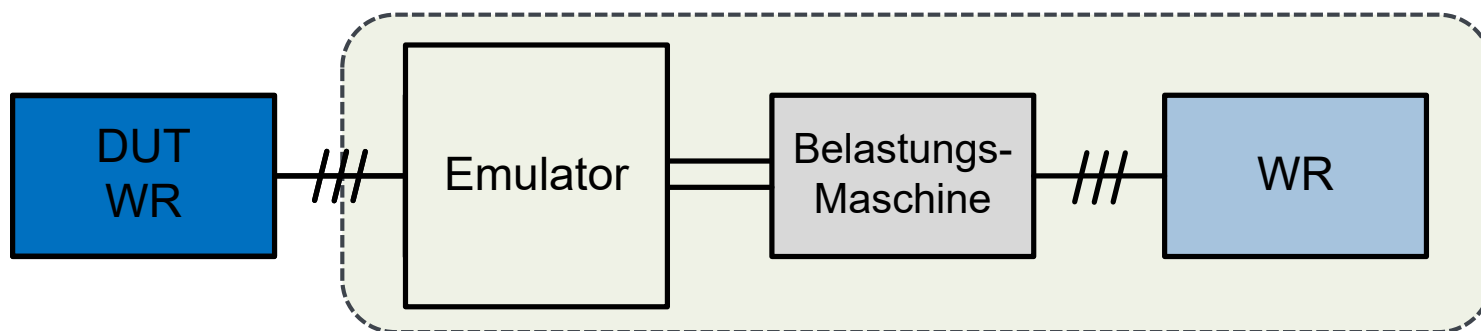 DUT
WR
Emulator
Belastungs-
Maschine
WR